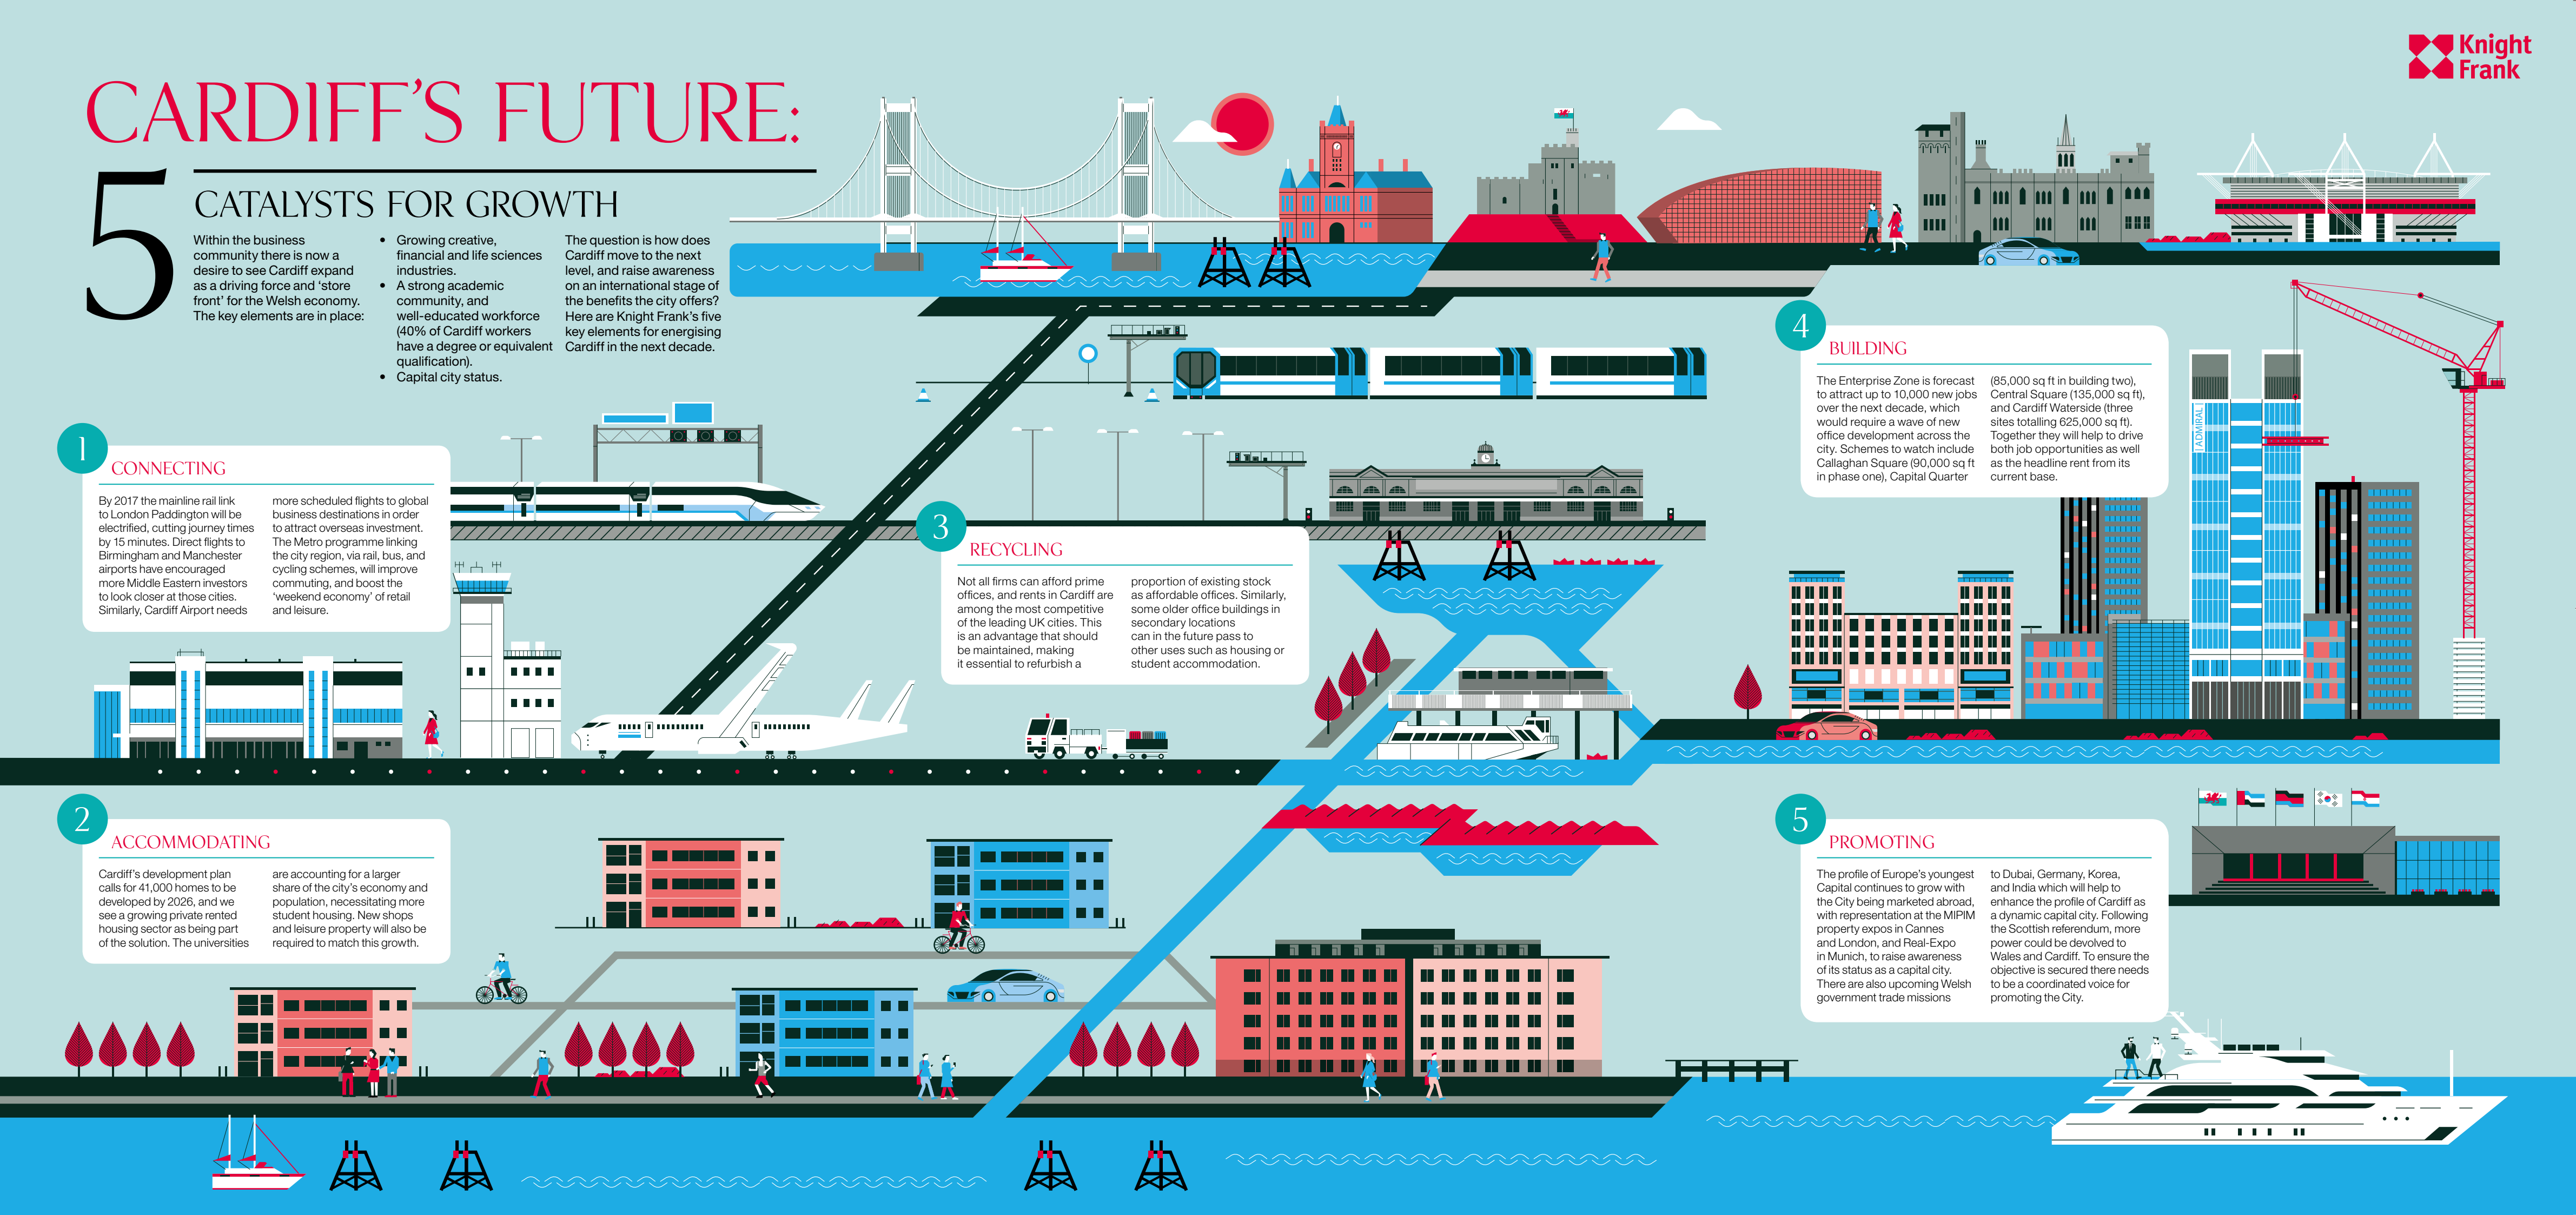 Knight
Frank
CARDIFF'S FUTURE:
5
CATALYSTS FOR GROWTH
Within the business
community there is now a
desire to see Cardiff expand
as a driving force and 'store
front' for the Welsh economy.
The key elements are in place:
• Growing creative,
financial and life sciences
industries.
• A strong academic
community, and
well-educated workforce
(40% of Cardiff workers
have a degree or equivalent
qualification).
• Capital city status.
The question is how does
Cardiff move to the next
level, and raise awareness
on an international stage of
the benefits the city offers?
Here are Knight Frank's five
key elements for energising
Cardiff in the next decade.
1
CONNECTING
By 2017 the mainline rail link
to London Paddington will be
electrified, cutting journey times
by 15 minutes. Direct flights to
Birmingham and Manchester
airports have encouraged
more Middle Eastern investors
to look closer at those cities.
Similarly, Cardiff Airport needs
more scheduled flights to global
business destinations in order
to attract overseas investment.
The Metro programme linking
the city region, via rail, bus, and
cycling schemes, will improve
commuting, and boost the
'weekend economy' of retail
and leisure.
2
ACCOMMODATING
Cardiff's development plan
calls for 41,000 homes to be
developed by 2026, and we
see a growing private rented
housing sector as being part
of the solution. The universities
are accounting for a larger
share of the city's economy and
population, necessitating more
student housing. New shops
and leisure property will also be
required to match this growth.
3
RECYCLING
Not all firms can afford prime
offices, and rents in Cardiff are
among the most competitive
of the leading UK cities. This
is an advantage that should
be maintained, making
it essential to refurbish a
proportion of existing stock
as affordable offices. Similarly,
some older office buildings in
secondary locations
can in the future pass to
other uses such as housing or
student accommodation.
4
BUILDING
The Enterprise Zone is forecast
to attract up to 10,000 new jobs
over the next decade, which
would require a wave of new
office development across the
city. Schemes to watch include
Callaghan Square (90,000 sq ft
in phase one), Capital Quarter
(85,000 sq ft in building two),
Central Square (135,000 sq ft),
and Cardiff Waterside (three
sites totalling 625,000 sq ft).
Together they will help to drive
both job opportunities as well
as the headline rent from its
current base.
ADMIRAL
5
PROMOTING
The profile of Europe's youngest
Capital continues to grow with
the City being marketed abroad,
with representation at the MIPIM
property expos in Cannes
and London, and Real-Expo
in Munich, to raise awareness
of its status as a capital city.
There are also upcoming Welsh
government trade missions
to Dubai, Germany, Korea,
and India which will help to
enhance the profile of Cardiff as
a dynamic capital city. Following
the Scottish referendum, more
power could be devolved to
Wales and Cardiff. To ensure the
objective is secured there needs
to be a coordinated voice for
promoting the City.